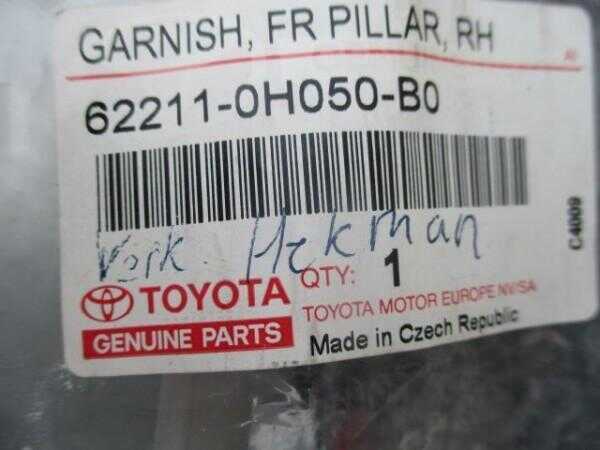 GARNISH, FR PILLAR, RH
62211-0H050-B0
C4009
Verk. Hekman
TOYOTA
GENUINE PARTS
QTY: 1
TOYOTA MOTOR EUROPE NV/SA
Made in Czech Republic